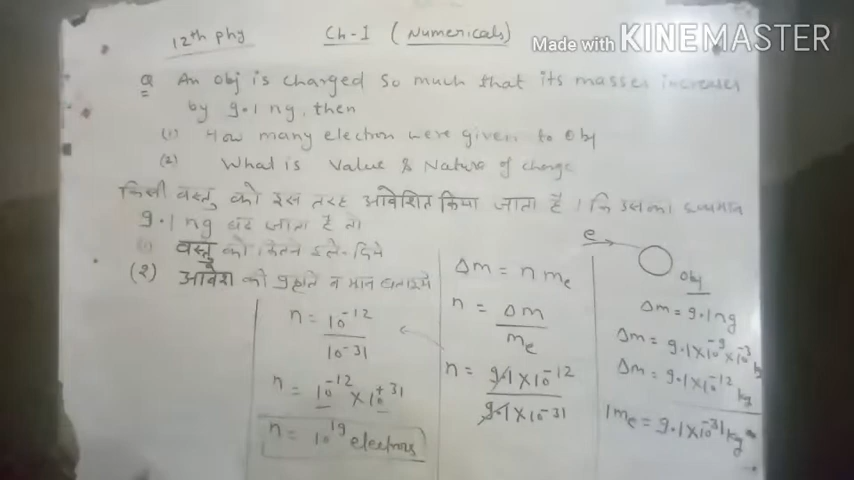 12th phy
Ch-I (Numericals)
Made with KINEMASTER
Q An obj is charged so much that its masses increases
by 9.1 ng, then
(1) How many electron were given to obj
(2) What is Value & Nature of charge
किसी वस्तु को इस तरह आवेशित किया जाता है । कि उसका द्रव्यमान
9.1 ng बढ़ जाता है तो
(1) वस्तु को कितने इले- दिये
(२) आवेश की प्रकृति व मान
n = 10^-12 / 10^-31
n = 10^-12 × 10^+31
n = 10^19 electrons
Δm = n me
n = Δm / me
n = 9.1 × 10^-12 / 9.1 × 10^-31
e
obj
Δm = 9.1 ng
Δm = 9.1 × 10^-9 × 10^-3 kg
Δm = 9.1 × 10^-12 kg
1me = 9.1 × 10^-31 kg